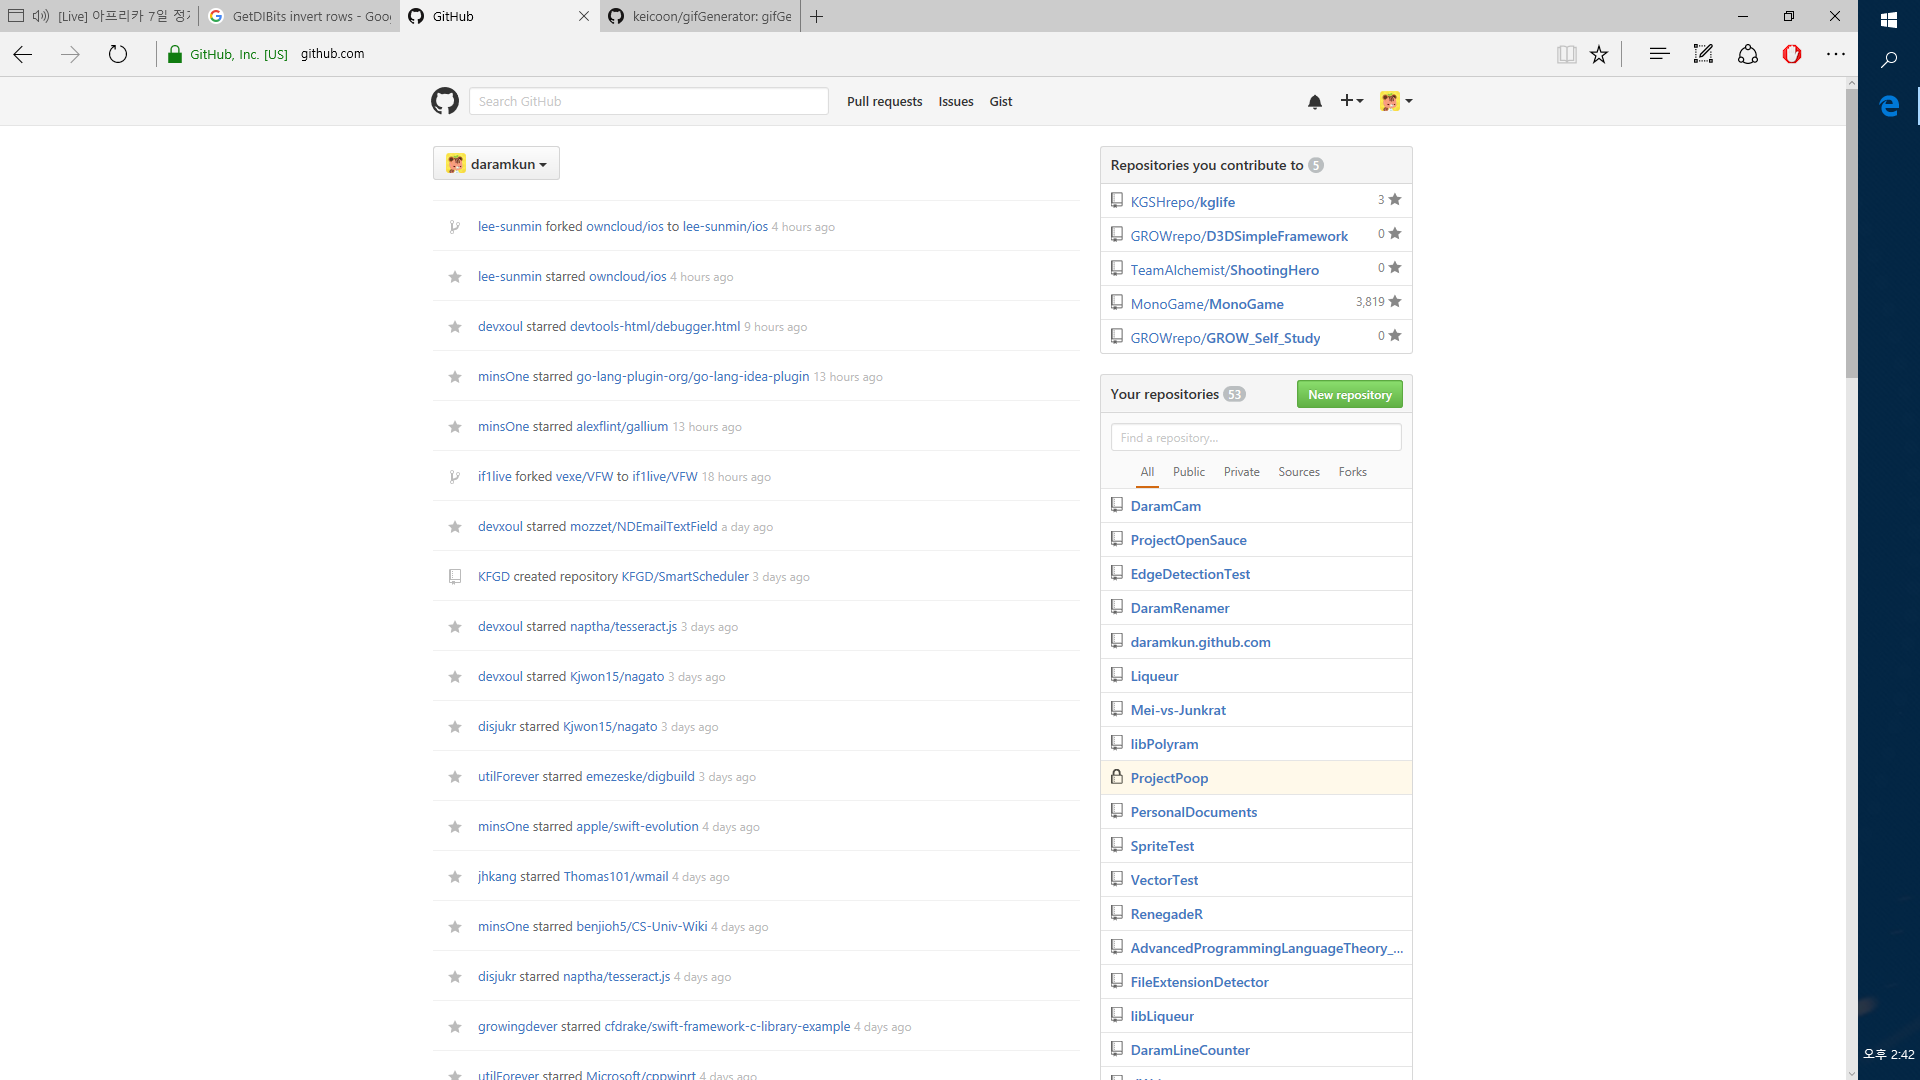 [Live] 아프리카 7일 정
GetDIBits invert rows - Goo
GitHub
keicoon/gifGenerator: gifGe
GitHub, Inc. [US] github.com
Search GitHub
Pull requests Issues Gist
daramkun
lee-sunmin forked owncloud/ios to lee-sunmin/ios 4 hours ago
lee-sunmin starred owncloud/ios 4 hours ago
devxoul starred devtools-html/debugger.html 9 hours ago
minsOne starred go-lang-plugin-org/go-lang-idea-plugin 13 hours ago
minsOne starred alexflint/gallium 13 hours ago
if1live forked vexe/VFW to if1live/VFW 18 hours ago
devxoul starred mozzet/NDEmailTextField a day ago
KFGD created repository KFGD/SmartScheduler 3 days ago
devxoul starred naptha/tesseract.js 3 days ago
devxoul starred Kjwon15/nagato 3 days ago
disjukr starred Kjwon15/nagato 3 days ago
utilForever starred emezeske/digbuild 3 days ago
minsOne starred apple/swift-evolution 4 days ago
jhkang starred Thomas101/wmail 4 days ago
minsOne starred benjioh5/CS-Univ-Wiki 4 days ago
disjukr starred naptha/tesseract.js 4 days ago
growingdever starred cfdrake/swift-framework-c-library-example 4 days ago
utilForever starred Microsoft/cppwinrt 4 days ago
Repositories you contribute to 5
KGSHrepo/kglife 3
GROWrepo/D3DSimpleFramework 0
TeamAlchemist/ShootingHero 0
MonoGame/MonoGame 3,819
GROWrepo/GROW_Self_Study 0
Your repositories 53
New repository
Find a repository...
All Public Private Sources Forks
DaramCam
ProjectOpenSauce
EdgeDetectionTest
DaramRenamer
daramkun.github.com
Liqueur
Mei-vs-Junkrat
libPolyram
ProjectPoop
PersonalDocuments
SpriteTest
VectorTest
RenegadeR
AdvancedProgrammingLanguageTheory_...
FileExtensionDetector
libLiqueur
DaramLineCounter
오후 2:42